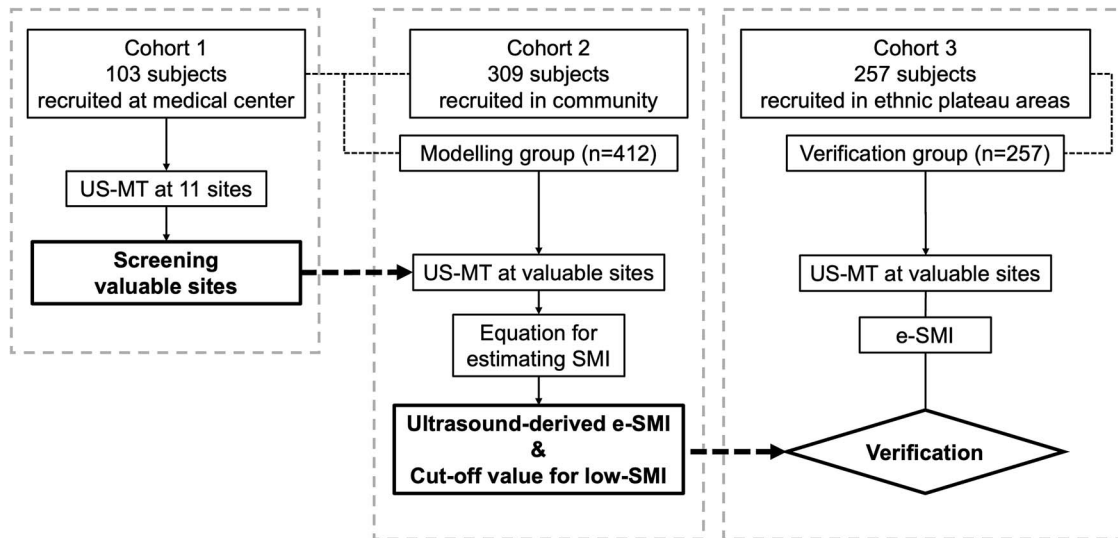 Cohort 1
103 subjects
recruited at medical center
US-MT at 11 sites
Screening
valuable sites
Cohort 2
309 subjects
recruited in community
Modelling group (n=412)
US-MT at valuable sites
Equation for
estimating SMI
Ultrasound-derived e-SMI
&
Cut-off value for low-SMI
Cohort 3
257 subjects
recruited in ethnic plateau areas
Verification group (n=257)
US-MT at valuable sites
e-SMI
Verification